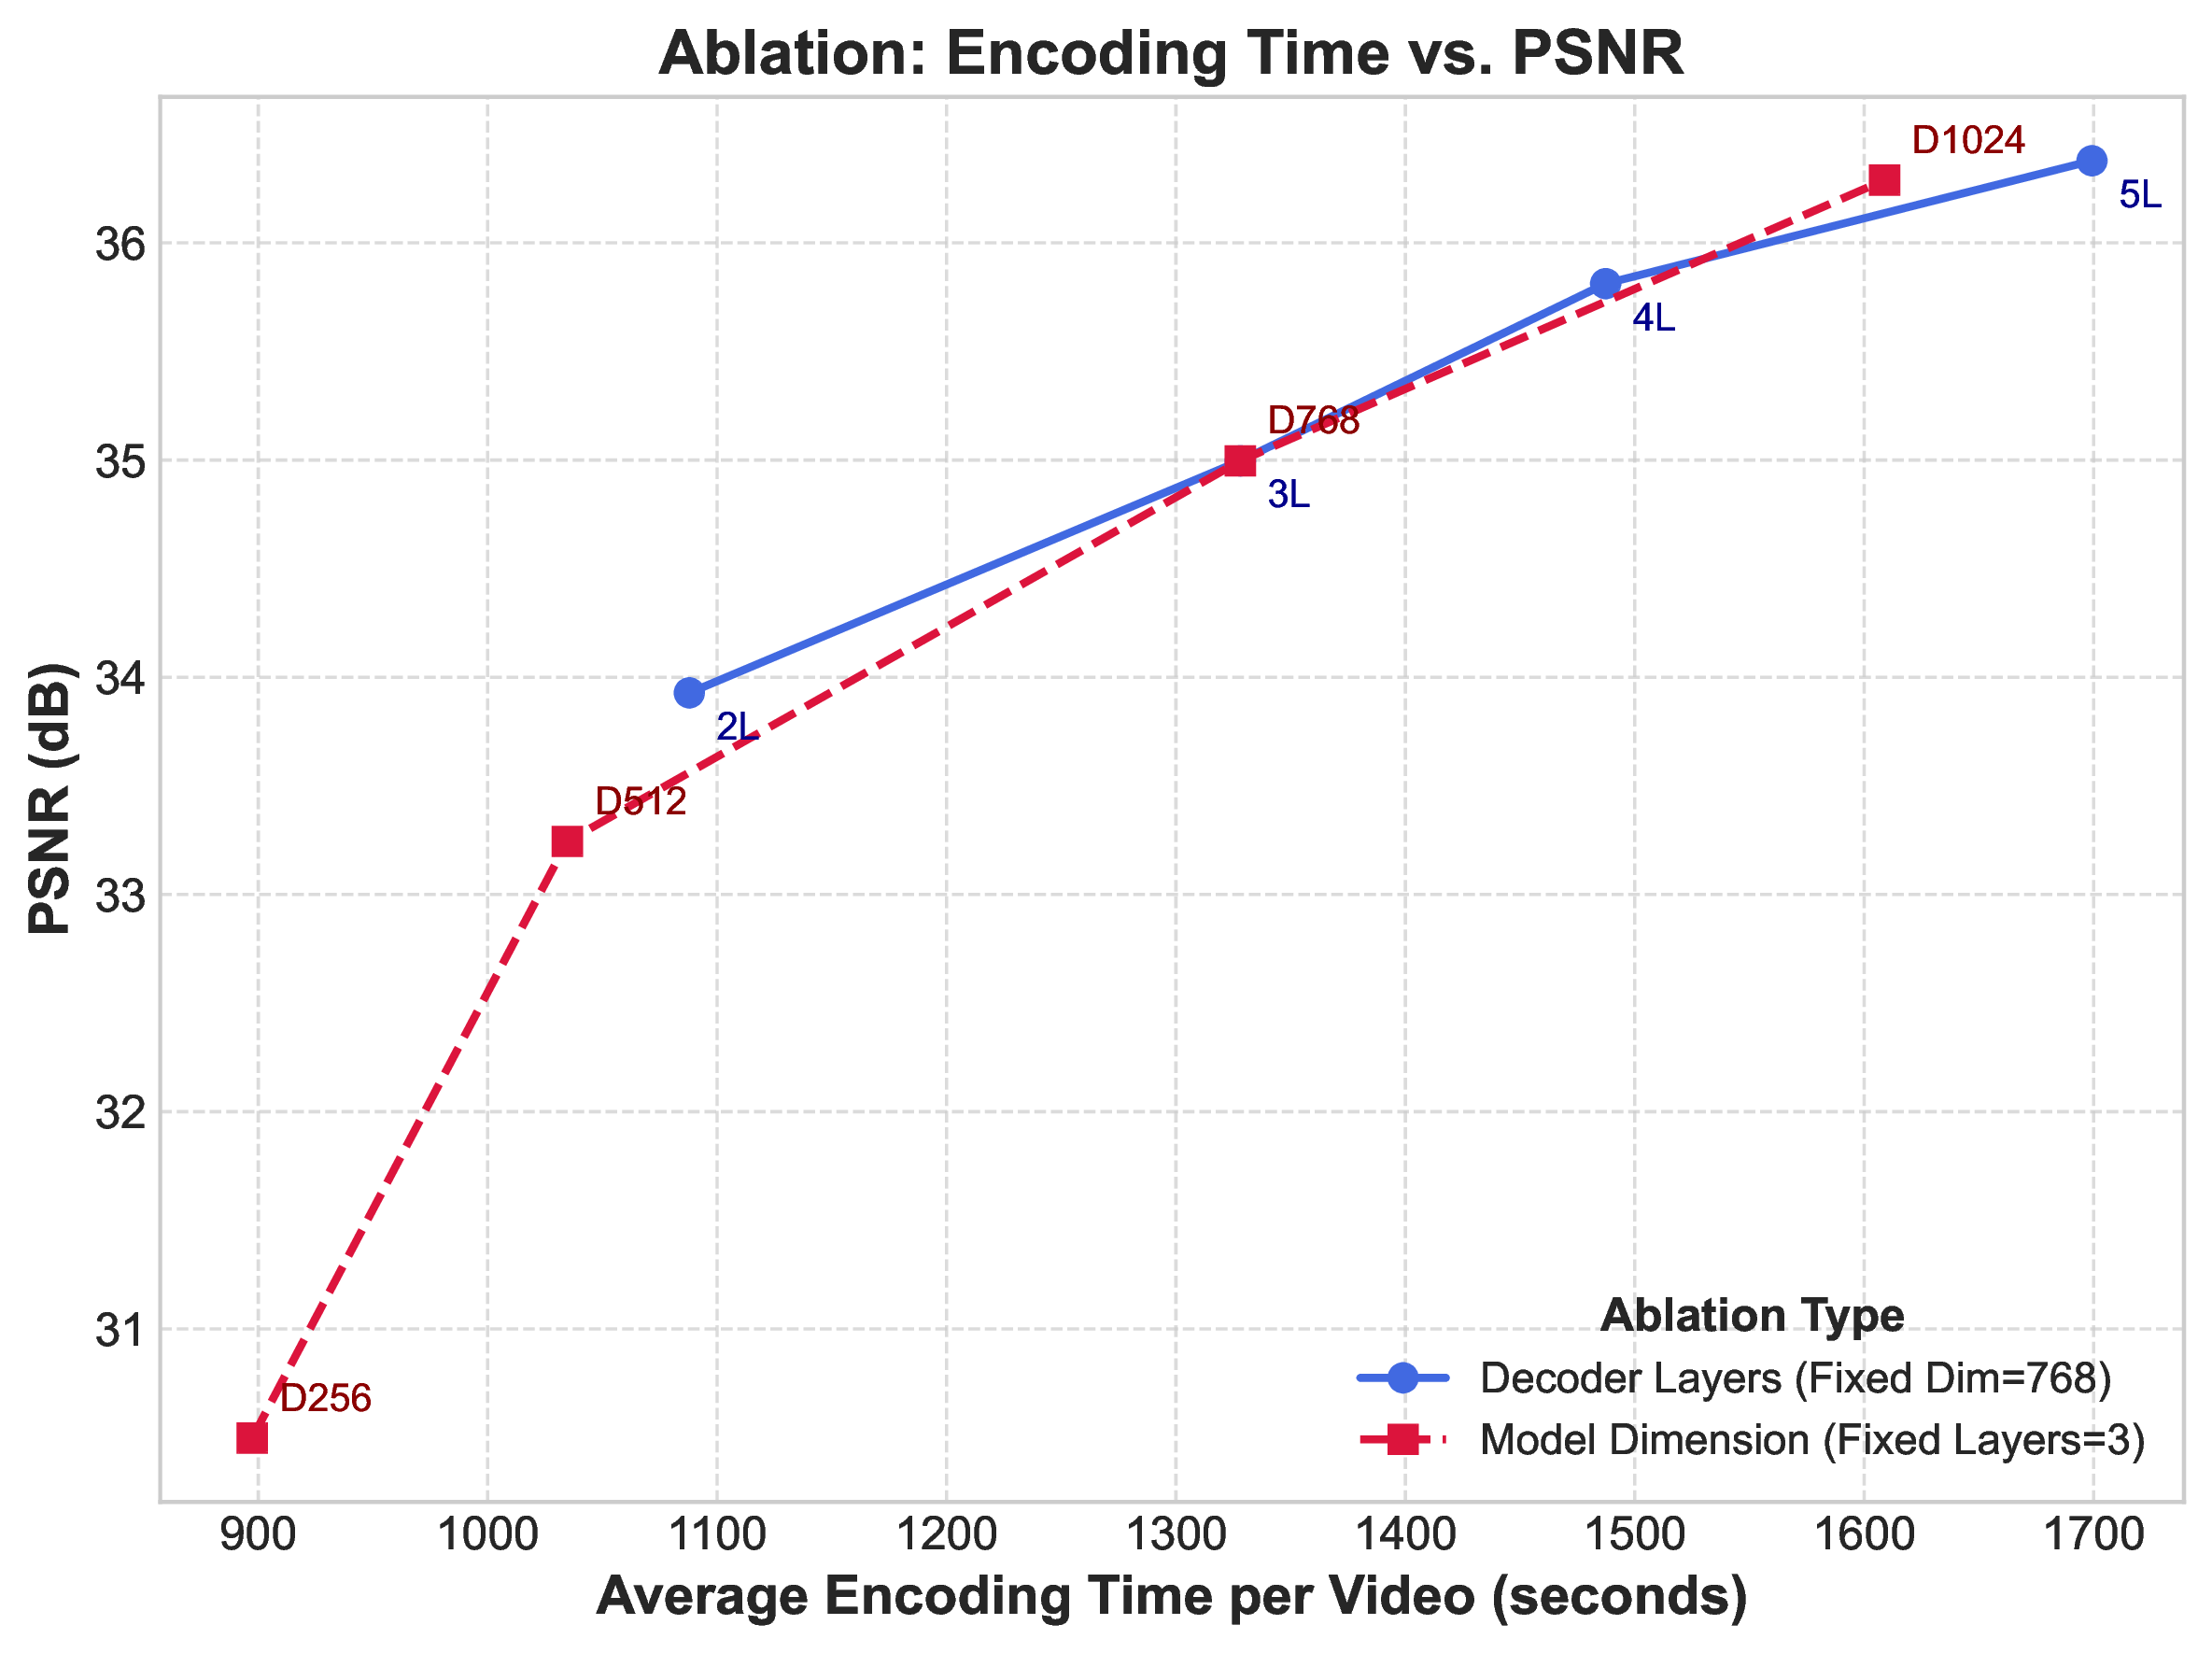 Ablation: Encoding Time vs. PSNR
PSNR (dB)
36
35
34
33
32
31
D1024
5L
4L
D768
3L
2L
D512
D256
Ablation Type
Decoder Layers (Fixed Dim=768)
Model Dimension (Fixed Layers=3)
900 1000 1100 1200 1300 1400 1500 1600 1700
Average Encoding Time per Video (seconds)